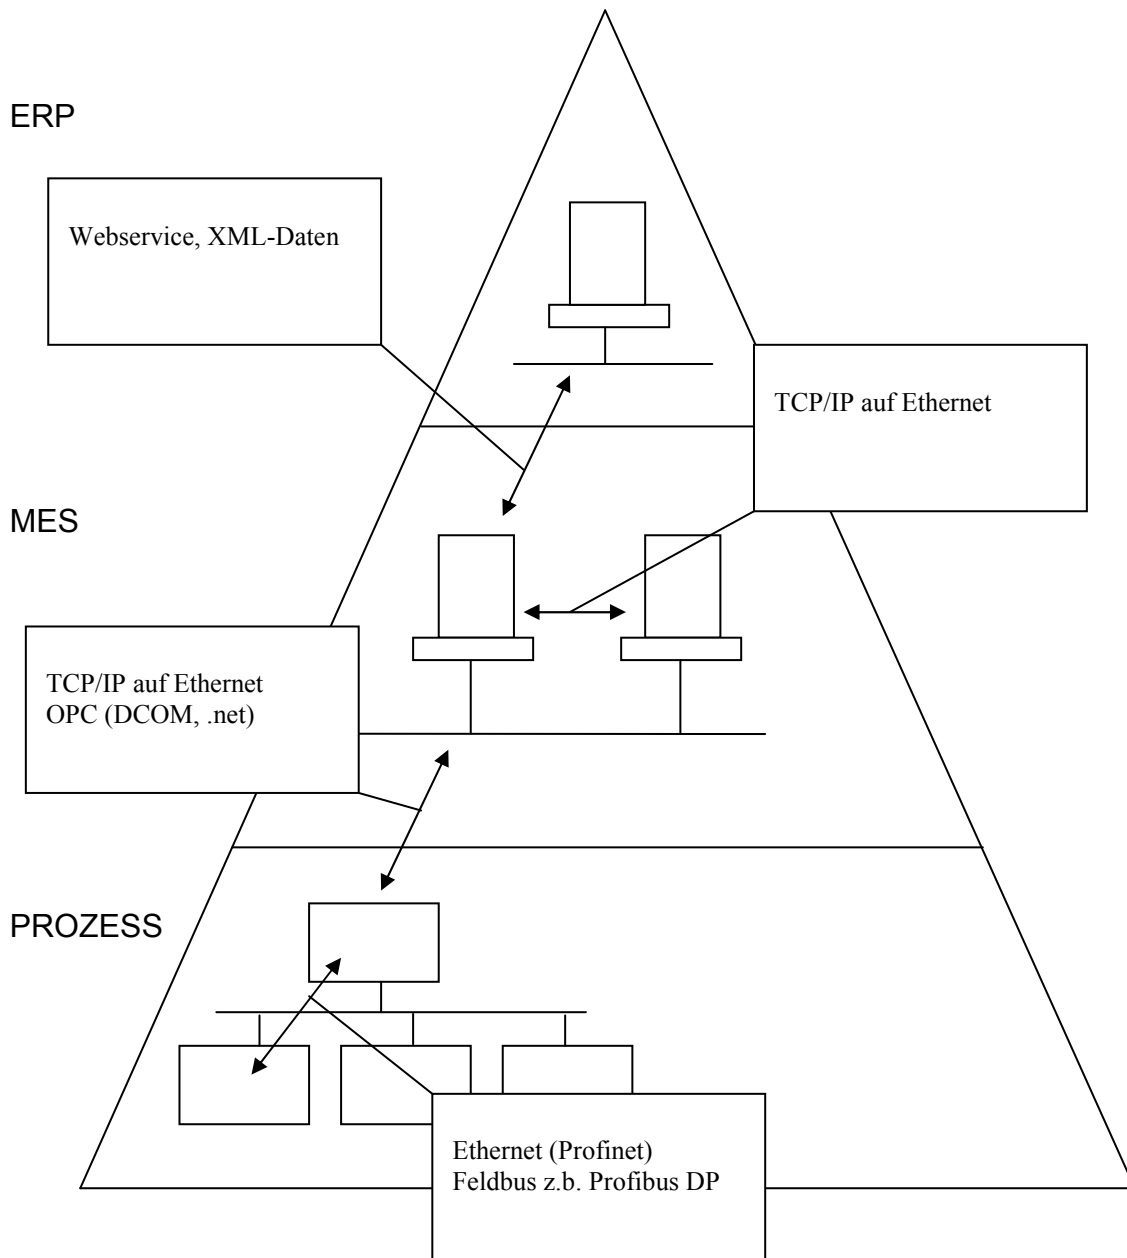 ERP
Webservice, XML-Daten
TCP/IP auf Ethernet
MES
TCP/IP auf Ethernet
OPC (DCOM, .net)
PROZESS
Ethernet (Profinet)
Feldbus z.b. Profibus DP